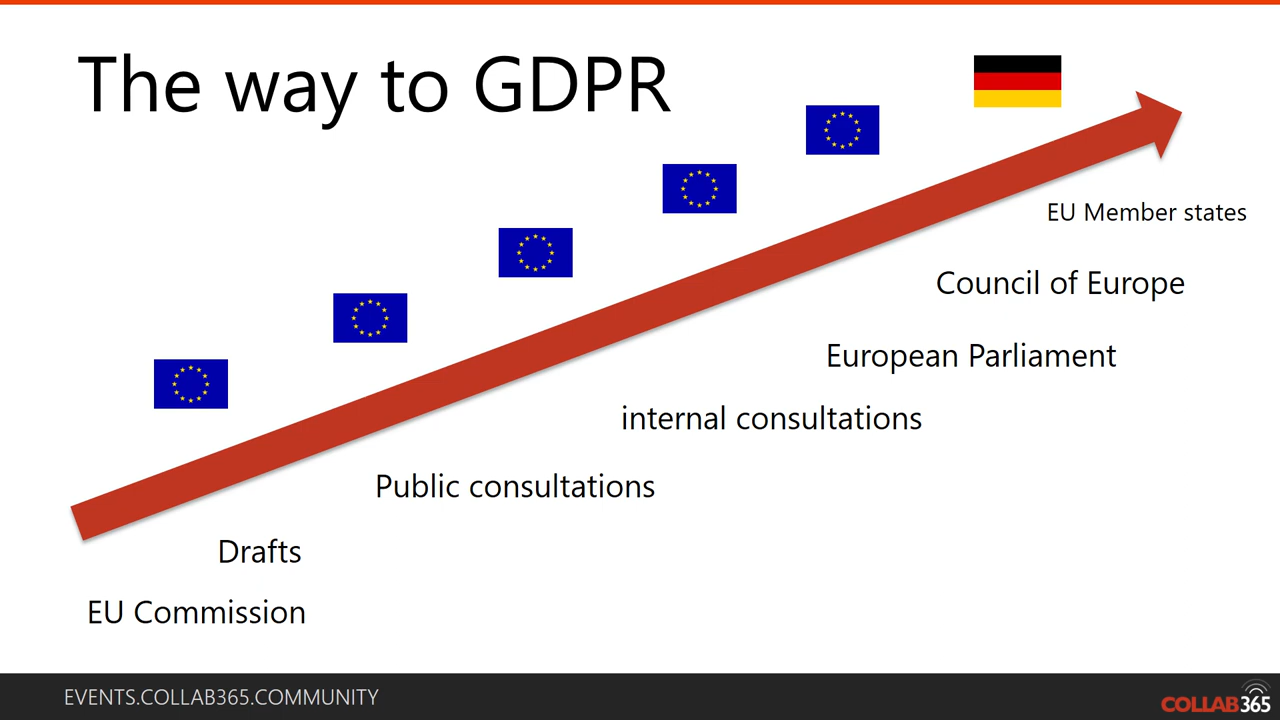 The way to GDPR
EU Member states
Council of Europe
European Parliament
internal consultations
Public consultations
Drafts
EU Commission
EVENTS.COLLAB365.COMMUNITY
COLLAB365